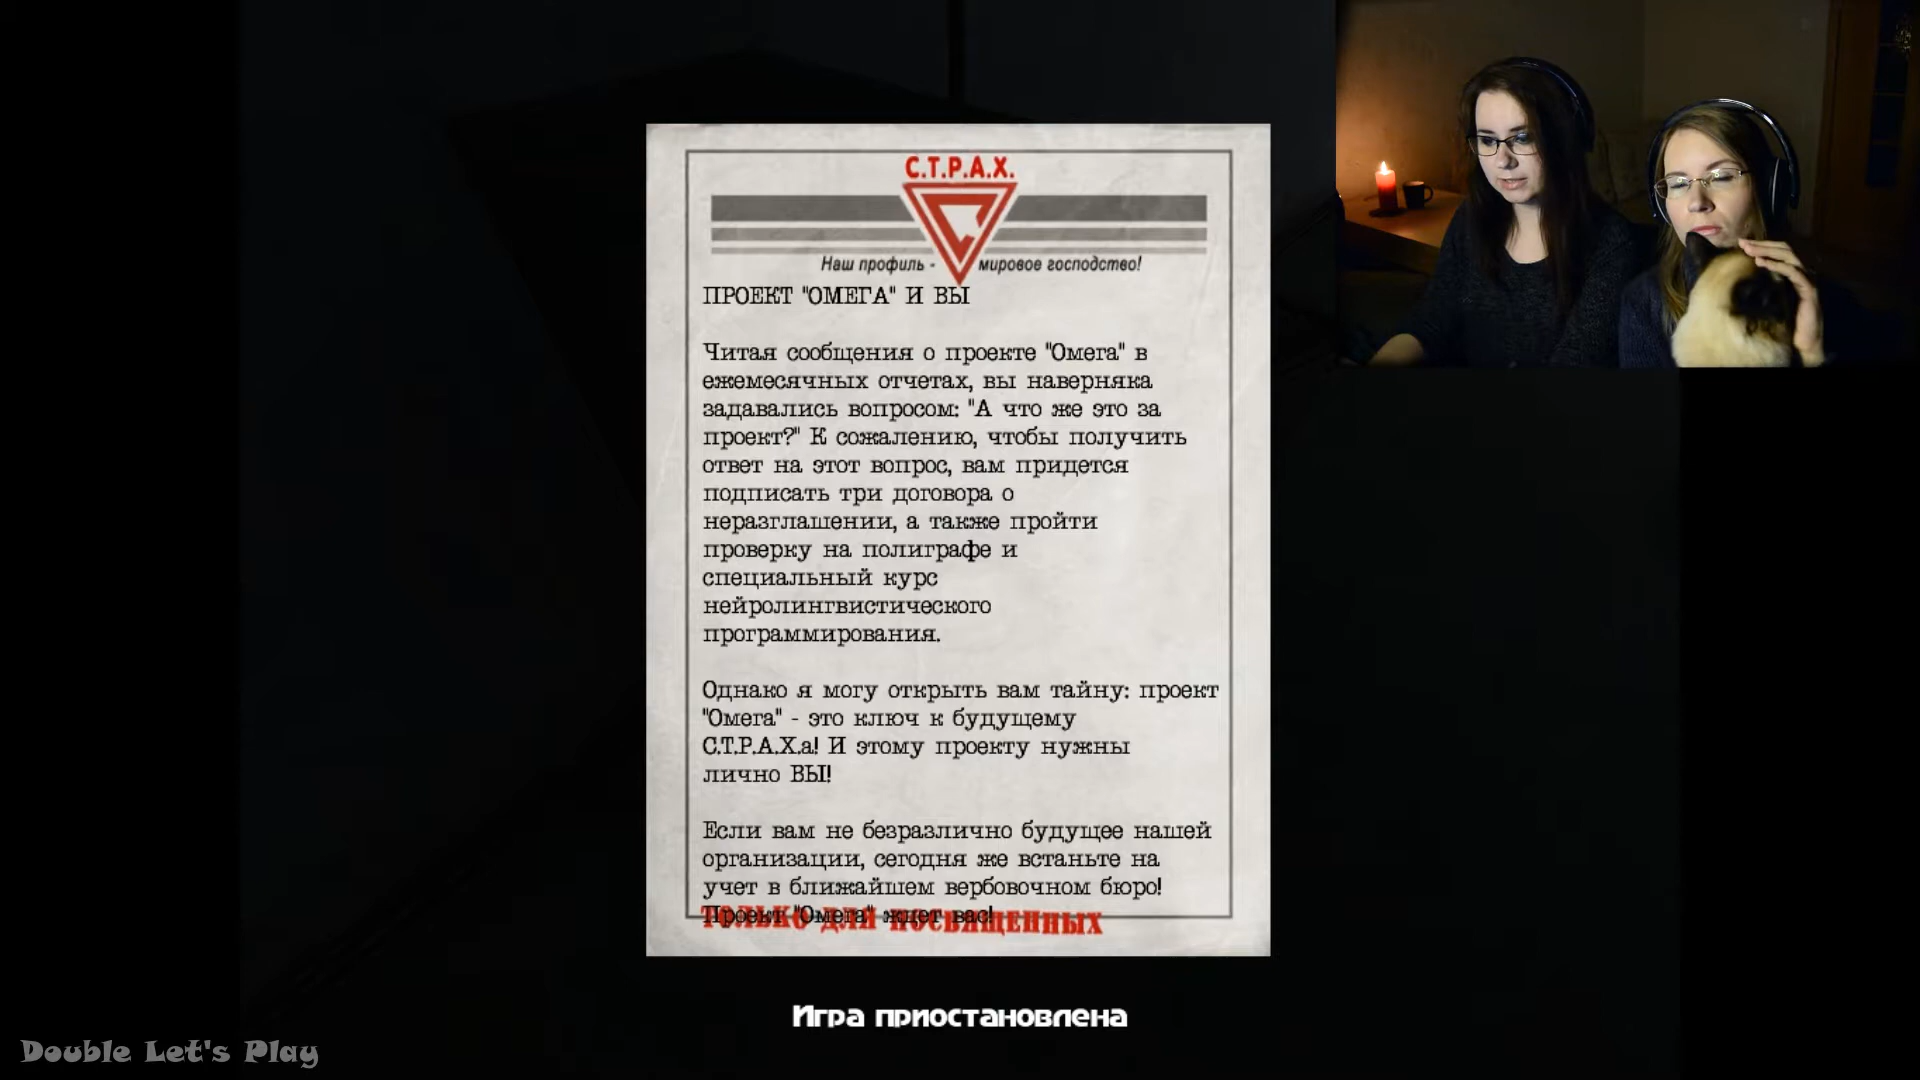 С.Т.Р.А.Х.
Наш профиль - мировое господство!
ПРОЕКТ "ОМЕГА" И ВЫ
Читая сообщения о проекте "Омега" в
ежемесячных отчетах, вы наверняка
задавались вопросом: "А что же это за
проект?" К сожалению, чтобы получить
ответ на этот вопрос, вам придется
подписать три договора о
неразглашении, а также пройти
проверку на полиграфе и
специальный курс
нейролингвистического
программирования.
Однако я могу открыть вам тайну: проект
"Омега" - это ключ к будущему
С.Т.Р.А.Х.а! И этому проекту нужны
лично ВЫ!
Если вам не безразлично будущее нашей
организации, сегодня же встаньте на
учет в ближайшем вербовочном бюро!
Проект "Омега" ждет вас!
ТОЛЬКО ДЛЯ ПОСВЯЩЕННЫХ
Игра приостановлена
Double Let's Play